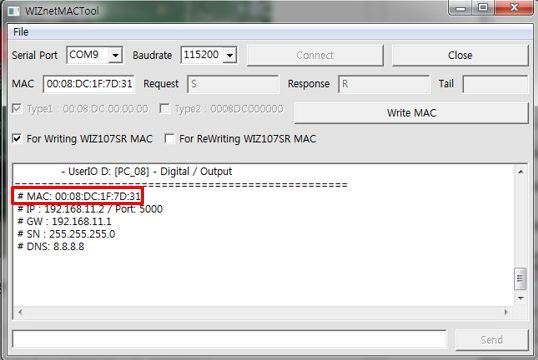 WIZnetMACTool
File
Serial Port COM9 Baudrate 115200 Connect Close
MAC 00:08:DC:1F:7D:31 Request S Response R Tail
Type1 : 00:08:DC:00:00:00 Type2 : 0008DC000000 Write MAC
For Writing WIZ107SR MAC For ReWriting WIZ107SR MAC
- UserIO D: [PC_08] - Digital / Output
==================================================
# MAC: 00:08:DC:1F:7D:31
# IP : 192.168.11.2 / Port: 5000
# GW : 192.168.11.1
# SN : 255.255.255.0
# DNS: 8.8.8.8
Send